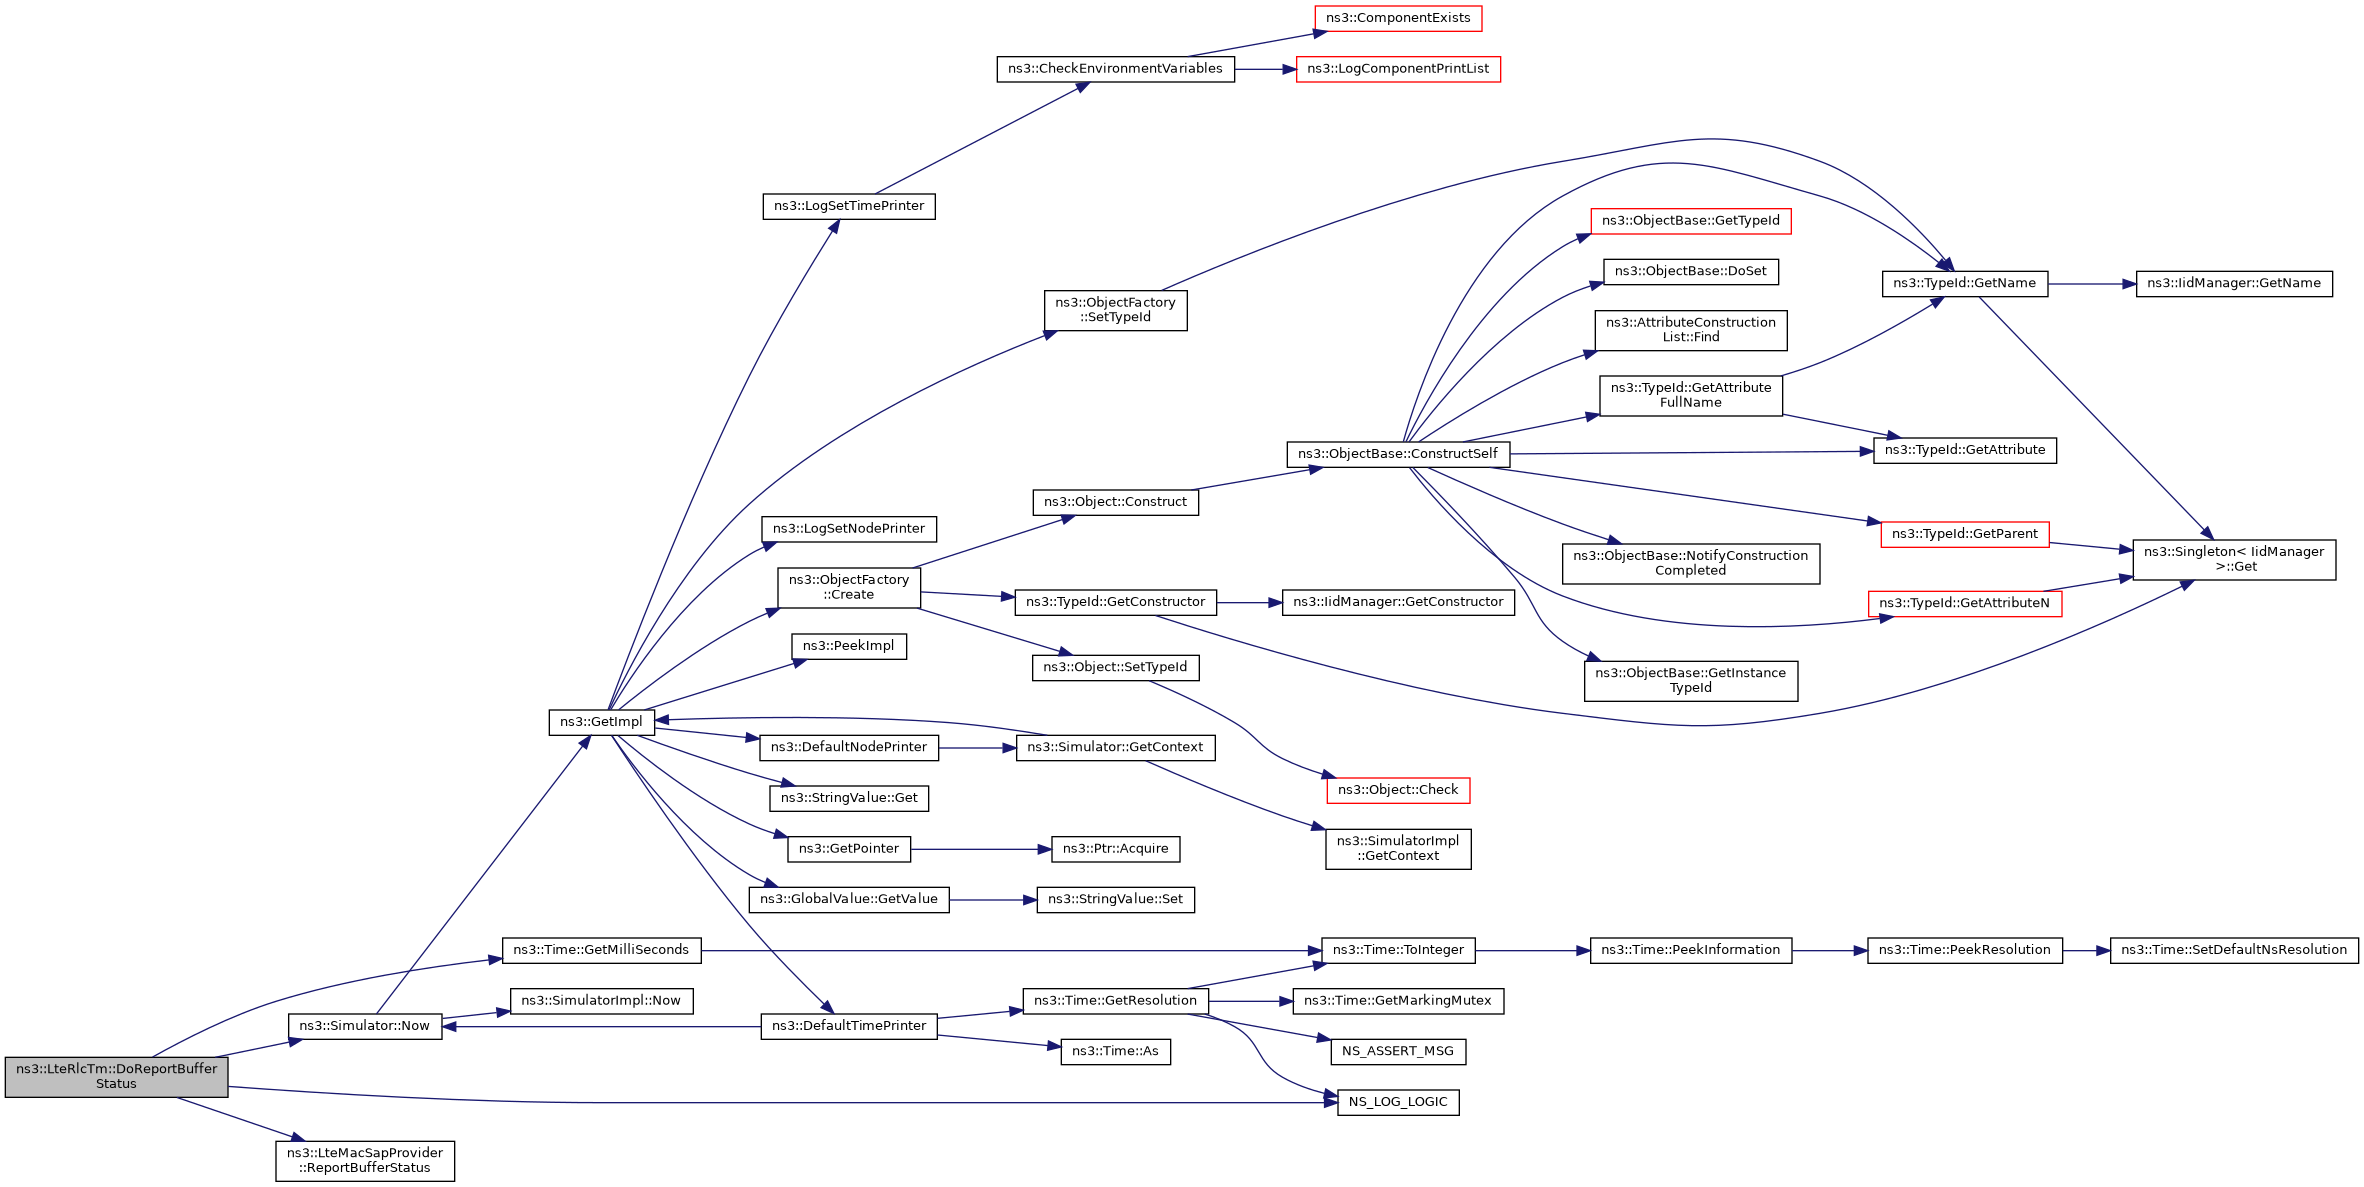 ns3::ComponentExists
ns3::CheckEnvironmentVariables
ns3::LogComponentPrintList
ns3::LogSetTimePrinter
ns3::ObjectBase::GetTypeId
ns3::ObjectBase::DoSet
ns3::TypeId::GetName
ns3::IidManager::GetName
ns3::ObjectFactory
::SetTypeId
ns3::AttributeConstruction
List::Find
ns3::TypeId::GetAttribute
FullName
ns3::ObjectBase::ConstructSelf
ns3::TypeId::GetAttribute
ns3::Object::Construct
ns3::LogSetNodePrinter
ns3::TypeId::GetParent
ns3::ObjectBase::NotifyConstruction
Completed
ns3::Singleton< IidManager
>::Get
ns3::ObjectFactory
::Create
ns3::TypeId::GetConstructor
ns3::IidManager::GetConstructor
ns3::TypeId::GetAttributeN
ns3::PeekImpl
ns3::Object::SetTypeId
ns3::ObjectBase::GetInstance
TypeId
ns3::GetImpl
ns3::DefaultNodePrinter
ns3::Simulator::GetContext
ns3::StringValue::Get
ns3::Object::Check
ns3::GetPointer
ns3::Ptr::Acquire
ns3::SimulatorImpl
::GetContext
ns3::GlobalValue::GetValue
ns3::StringValue::Set
ns3::Time::GetMilliSeconds
ns3::Time::ToInteger
ns3::Time::PeekInformation
ns3::Time::PeekResolution
ns3::Time::SetDefaultNsResolution
ns3::SimulatorImpl::Now
ns3::Time::GetResolution
ns3::Time::GetMarkingMutex
ns3::Simulator::Now
ns3::DefaultTimePrinter
ns3::Time::As
NS_ASSERT_MSG
ns3::LteRlcTm::DoReportBuffer
Status
NS_LOG_LOGIC
ns3::LteMacSapProvider
::ReportBufferStatus